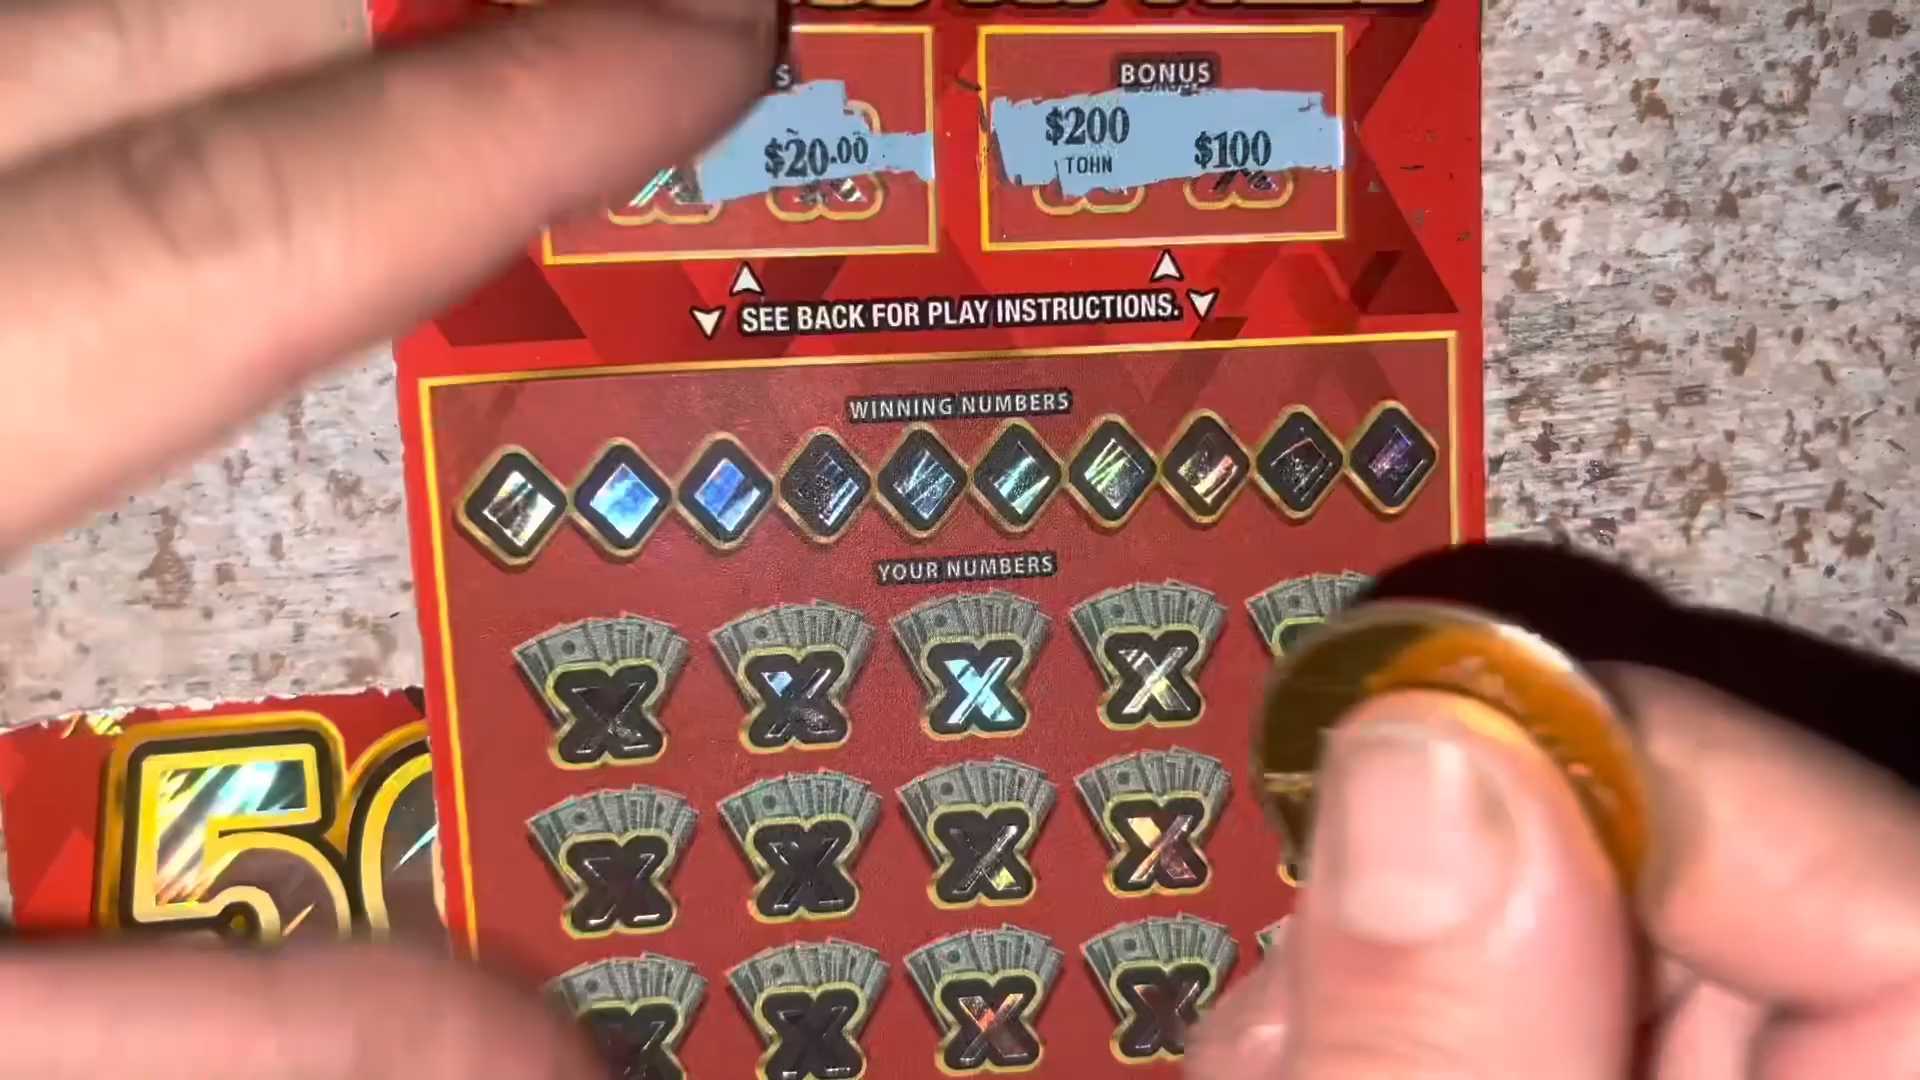 BONUS
$20.00
$200
TOHN
$100
SEE BACK FOR PLAY INSTRUCTIONS.
WINNING NUMBERS
YOUR NUMBERS
X X X X
X X X X
X X X X